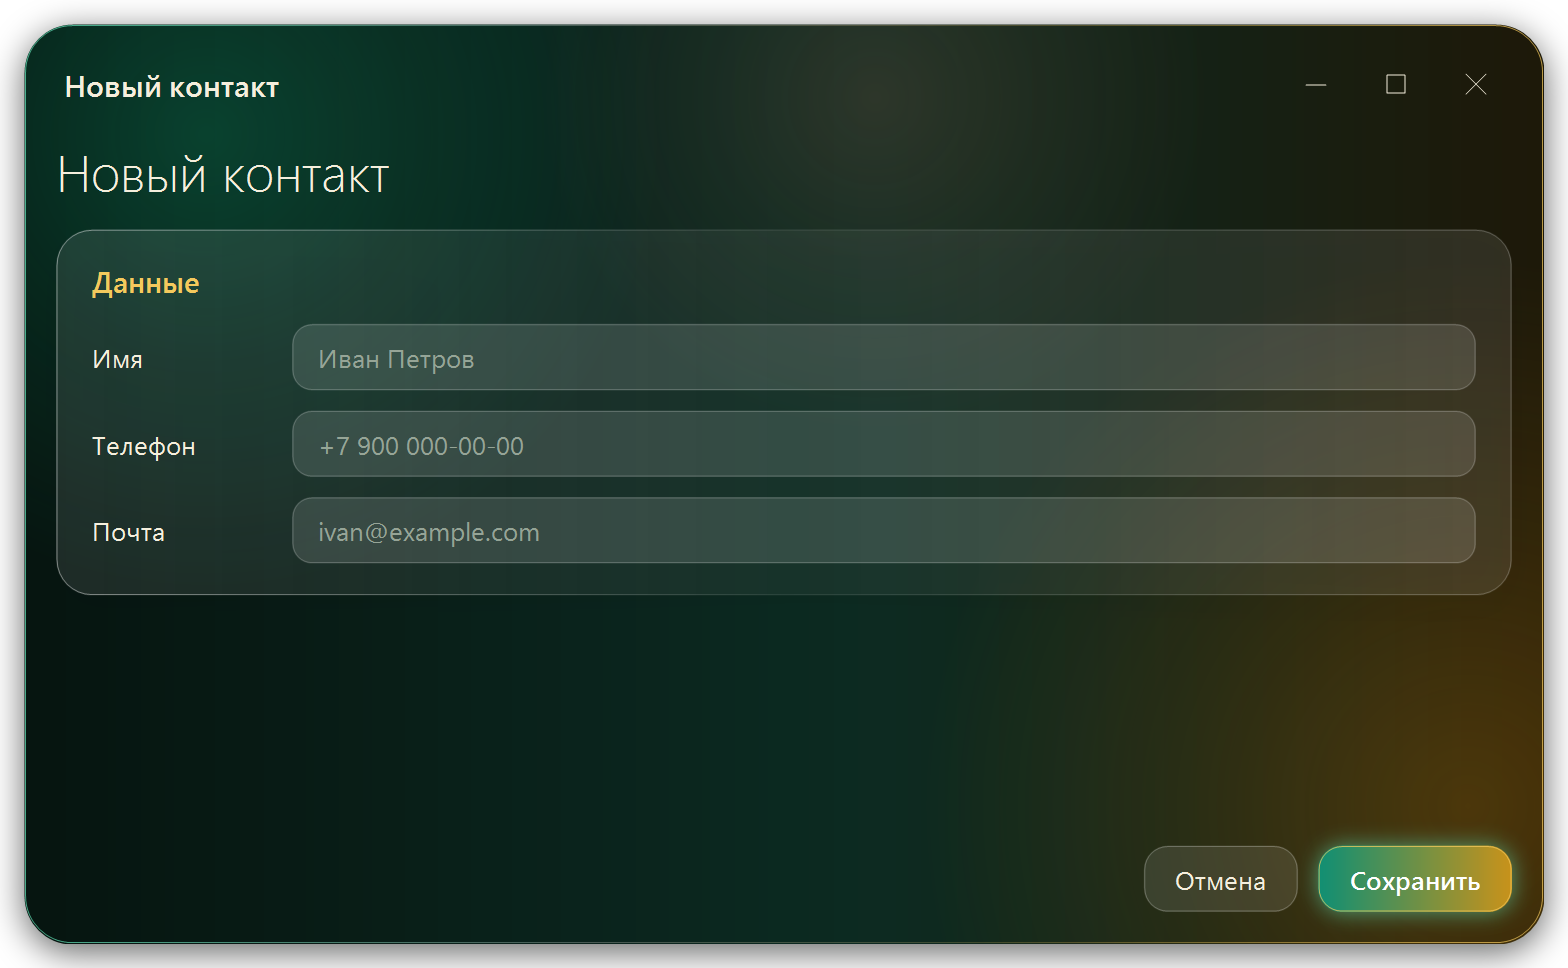 Новый контакт
Новый контакт
Данные
Имя
Иван Петров
Телефон
+7 900 000-00-00
Почта
ivan@example.com
Отмена
Сохранить